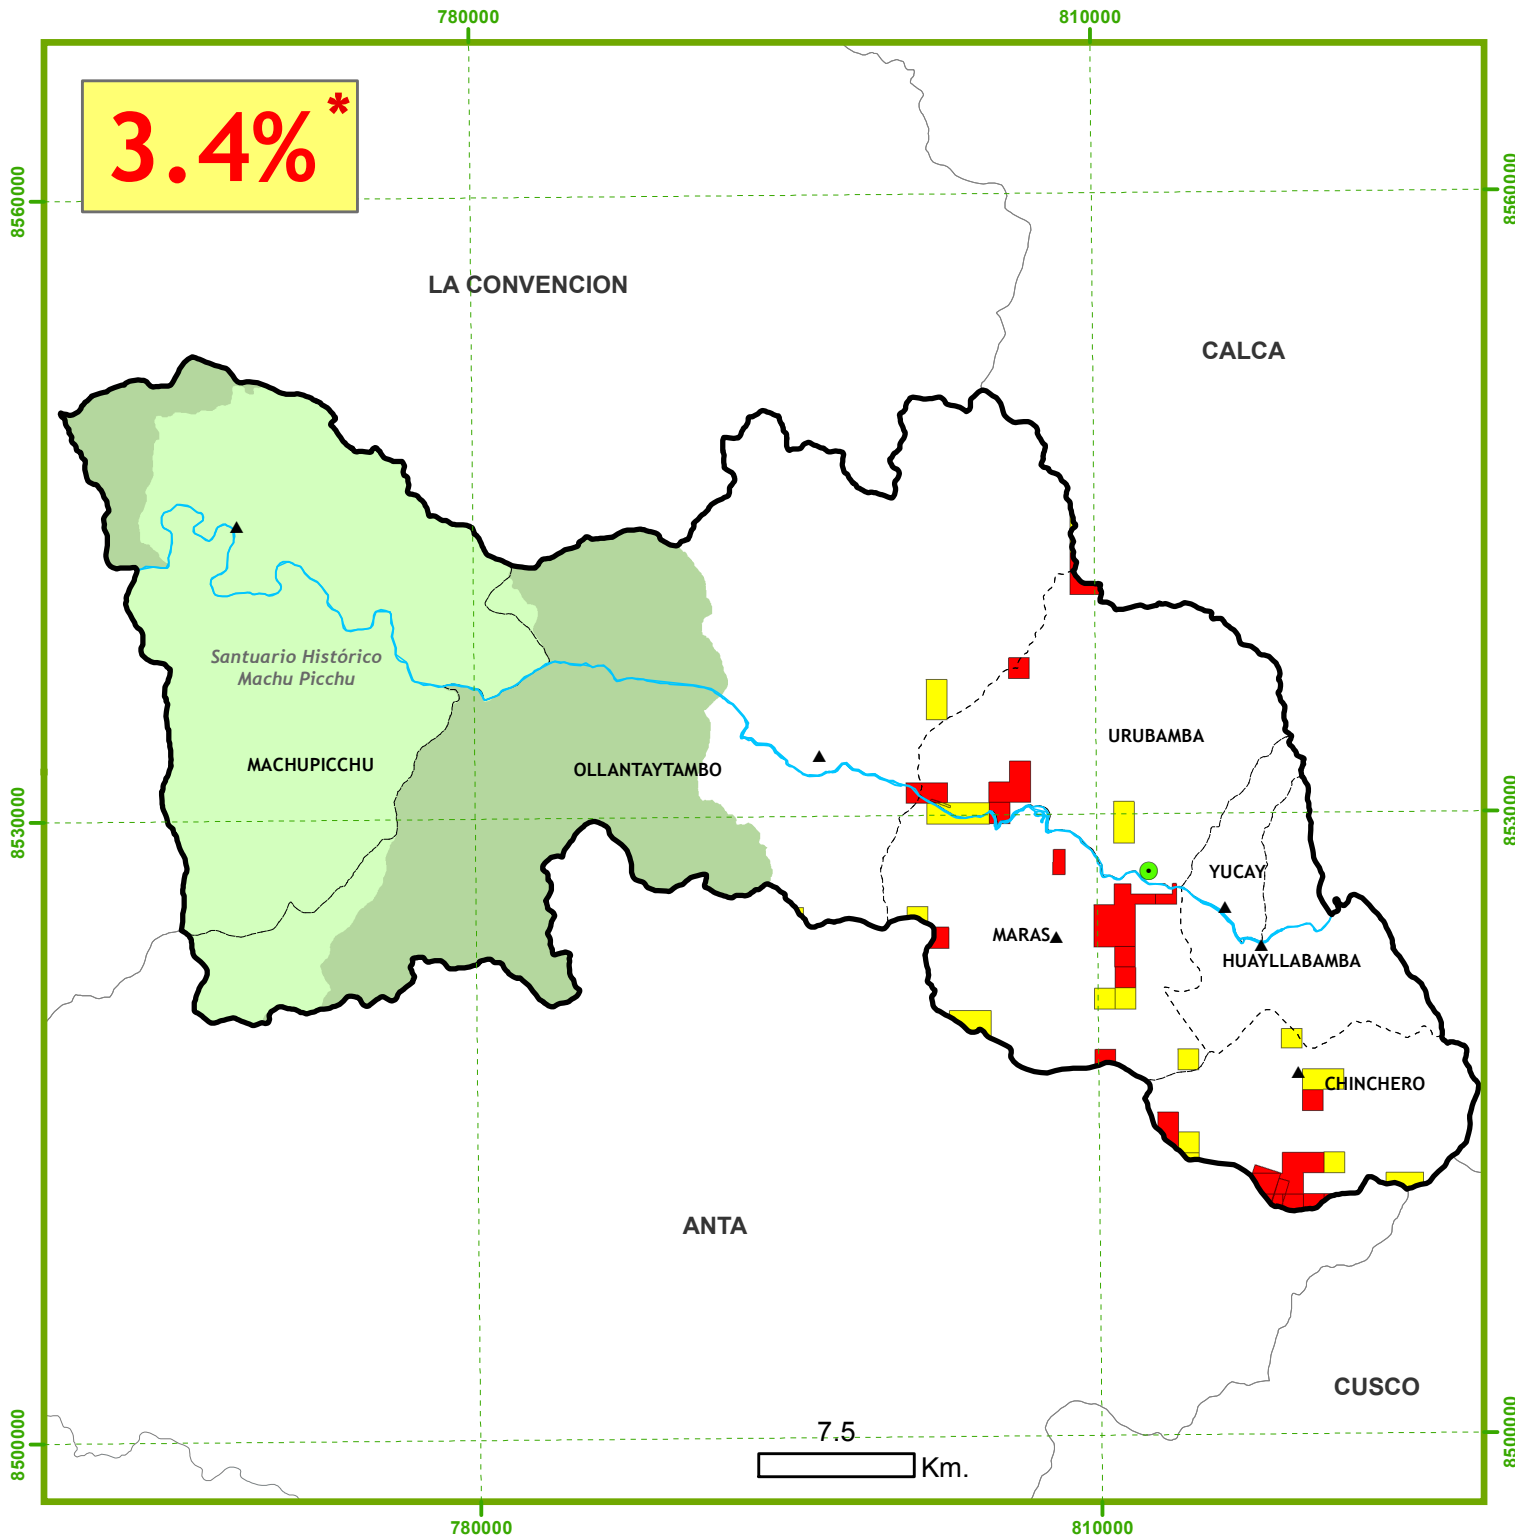 780000
810000
3.4%*
8560000
8560000
LA CONVENCION
CALCA
Santuario Histórico
Machu Picchu
URUBAMBA
MACHUPICCHU
OLLANTAYTAMBO
8530000
8530000
YUCAY
MARAS
HUAYLLABAMBA
CHINCHERO
ANTA
CUSCO
7.5
Km.
8500000
8500000
780000
810000